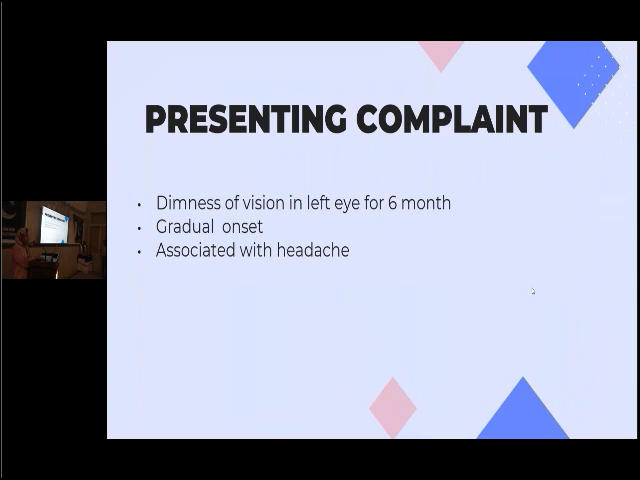 PRESENTING COMPLAINT
• Dimness of vision in left eye for 6 month
• Gradual  onset
• Associated with headache